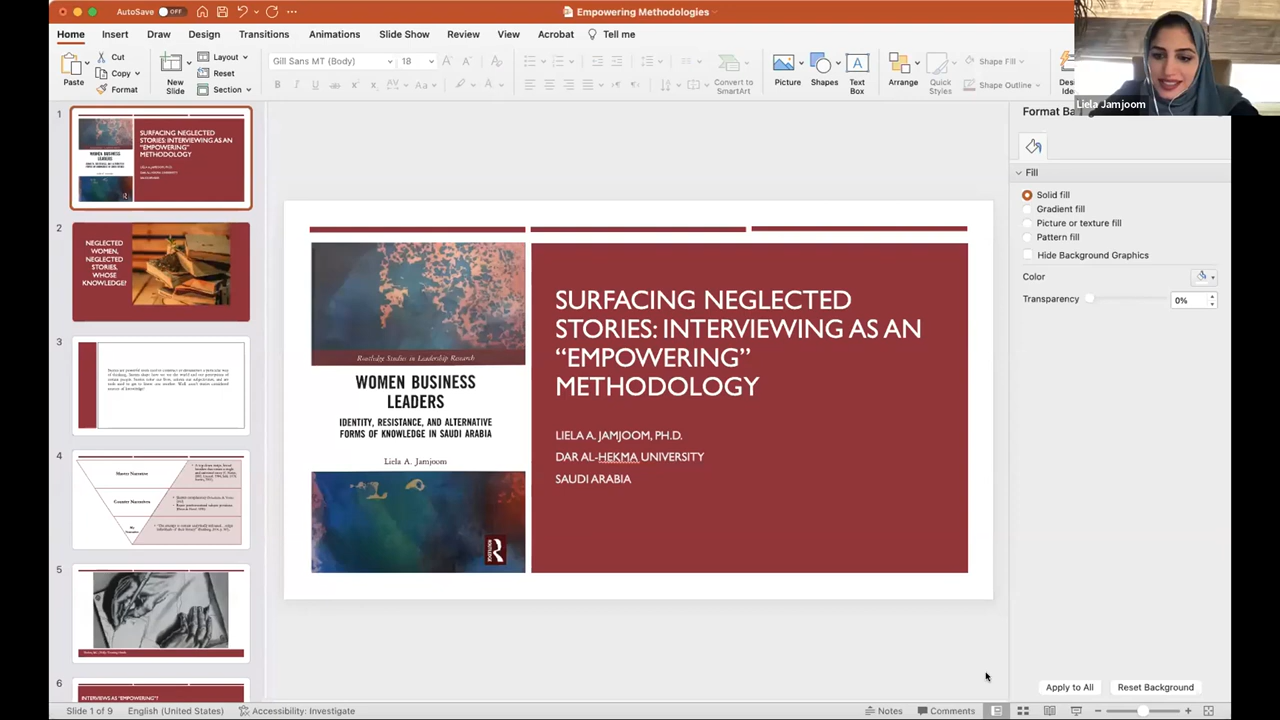 AutoSave OFF
Empowering Methodologies
Home Insert Draw Design Transitions Animations Slide Show Review View Acrobat Tell me
Paste
Cut
Copy
Format
New Slide
Layout
Reset
Section
Gill Sans MT (Body) 18
Convert to SmartArt
Picture
Shapes
Text Box
Arrange
Quick Styles
Shape Fill
Shape Outline
Liela Jamjoom
1
SURFACING NEGLECTED
STORIES: INTERVIEWING AS AN
"EMPOWERING"
METHODOLOGY
2
NEGLECTED
WOMEN,
NEGLECTED
STORIES,
WHOSE
KNOWLEDGE?
3
4
Master Narrative
Counter Narratives
5
6
INTERVIEWS AS "EMPOWERING"?
Routledge Studies in Leadership Research
WOMEN BUSINESS
LEADERS
IDENTITY, RESISTANCE, AND ALTERNATIVE
FORMS OF KNOWLEDGE IN SAUDI ARABIA
Liela A. Jamjoom
ROUTLEDGE
SURFACING NEGLECTED
STORIES: INTERVIEWING AS AN
“EMPOWERING”
METHODOLOGY
LIELA A. JAMJOOM, PH.D.
DAR AL-HEKMA UNIVERSITY
SAUDI ARABIA
Fill
Solid fill
Gradient fill
Picture or texture fill
Pattern fill
Hide Background Graphics
Color
Transparency 0%
Apply to All Reset Background
Slide 1 of 9 English (United States) Accessibility: Investigate Notes Comments